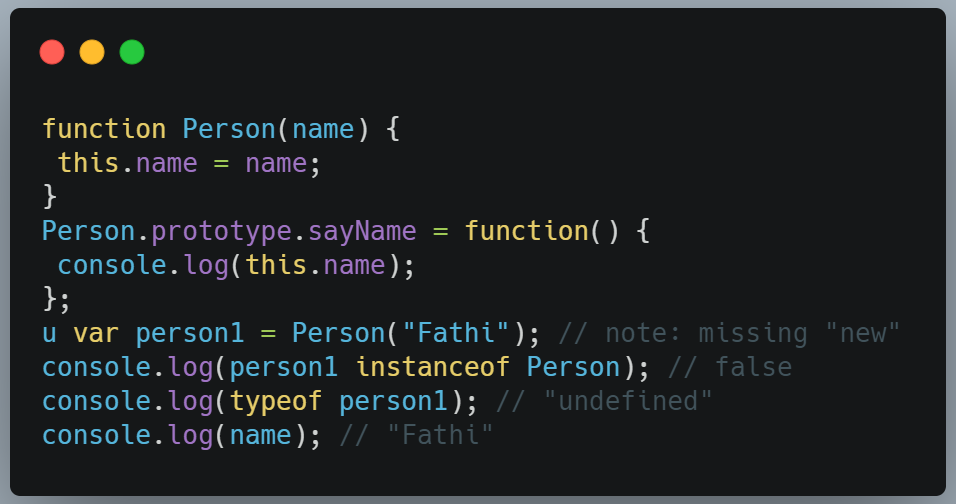 function Person(name) {
 this.name = name;
}
Person.prototype.sayName = function() {
 console.log(this.name);
};
u var person1 = Person("Fathi"); // note: missing "new"
console.log(person1 instanceof Person); // false
console.log(typeof person1); // "undefined"
console.log(name); // "Fathi"